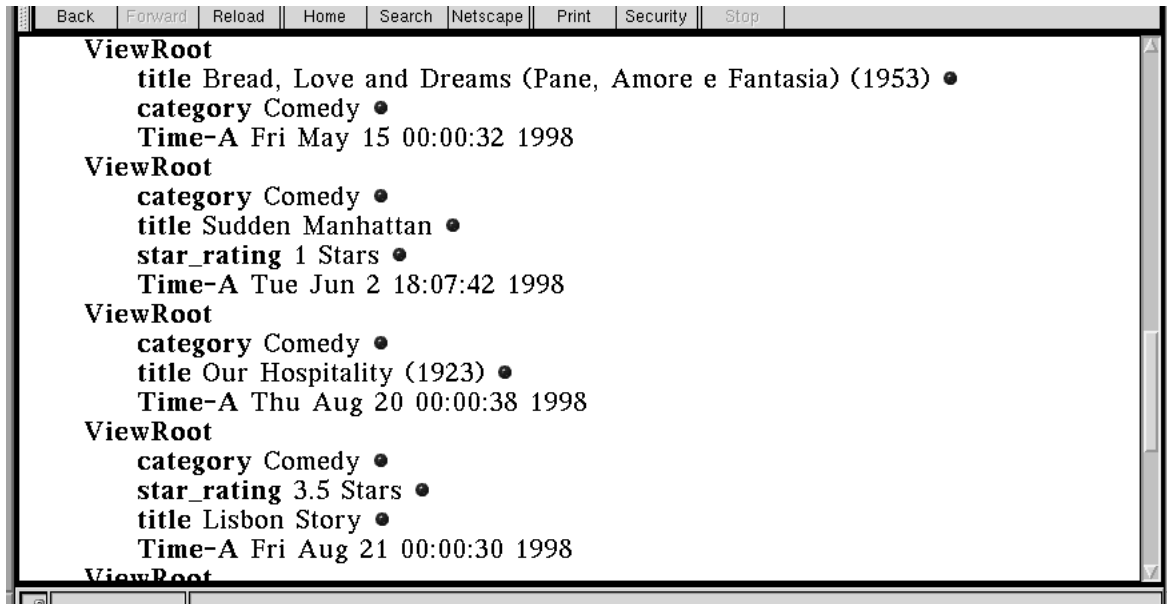 Back Forward Reload Home Search Netscape Print Security Stop
ViewRoot
title Bread, Love and Dreams (Pane, Amore e Fantasia) (1953)
category Comedy
Time-A Fri May 15 00:00:32 1998
ViewRoot
category Comedy
title Sudden Manhattan
star_rating 1 Stars
Time-A Tue Jun 2 18:07:42 1998
ViewRoot
category Comedy
title Our Hospitality (1923)
Time-A Thu Aug 20 00:00:38 1998
ViewRoot
category Comedy
star_rating 3.5 Stars
title Lisbon Story
Time-A Fri Aug 21 00:00:30 1998
ViewRoot